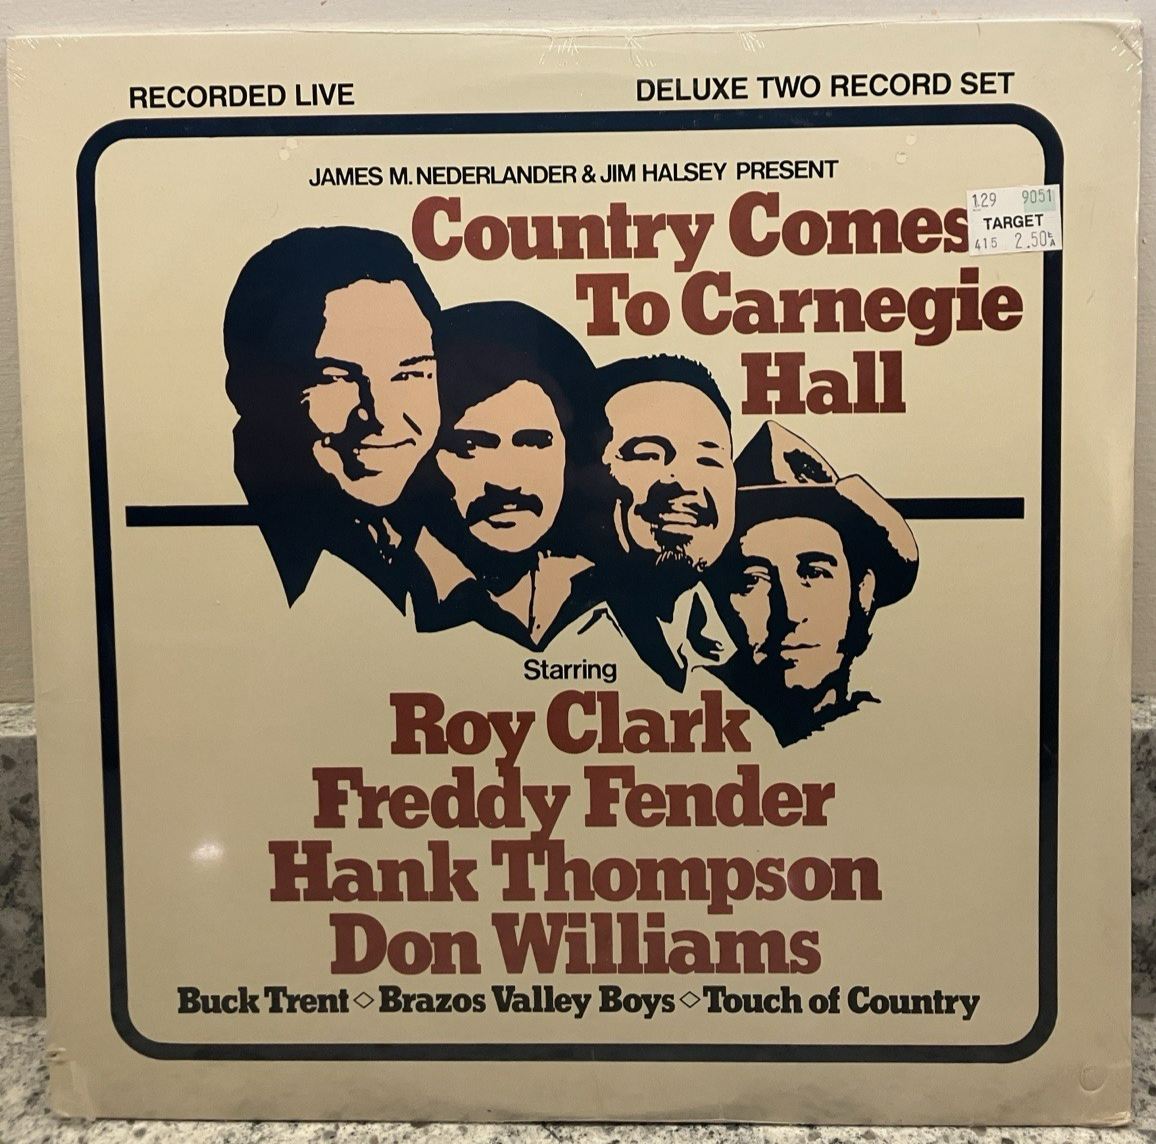 RECORDED LIVE
DELUXE TWO RECORD SET
JAMES M. NEDERLANDER & JIM HALSEY PRESENT
Country Comes
To Carnegie
Hall
129 9051
TARGET
415 2.50
Starring
Roy Clark
Freddy Fender
Hank Thompson
Don Williams
Buck Trent ◇ Brazos Valley Boys ◇ Touch of Country